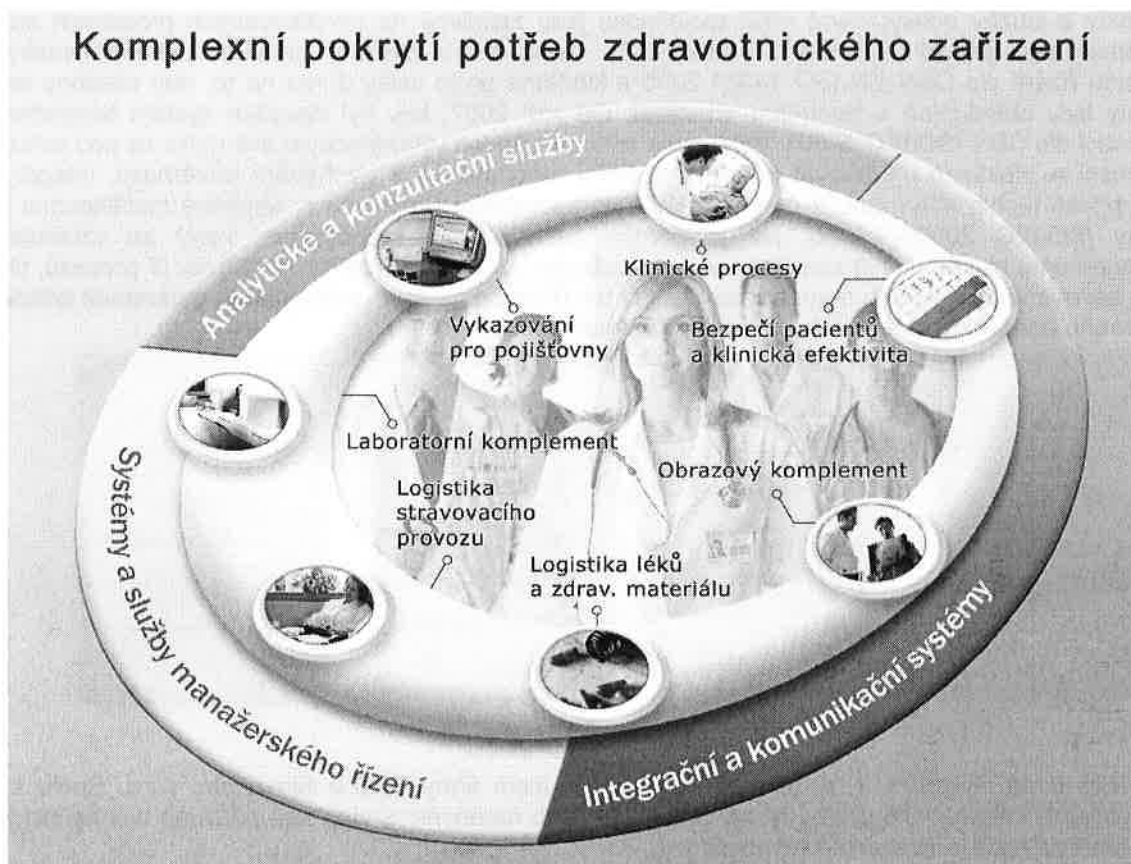 Komplexní pokrytí potřeb zdravotnického zařízení
Analytické a konzultační služby
Klinické procesy
Vykazování
pro pojišťovny
Bezpečí pacientů
a klinická efektivita
Laboratorní komplement
Obrazový komplement
Logistika
stravovacího
provozu
Logistika léků
a zdrav. materiálu
Systémy a služby manažerského řízení
Integrační a komunikační systémy